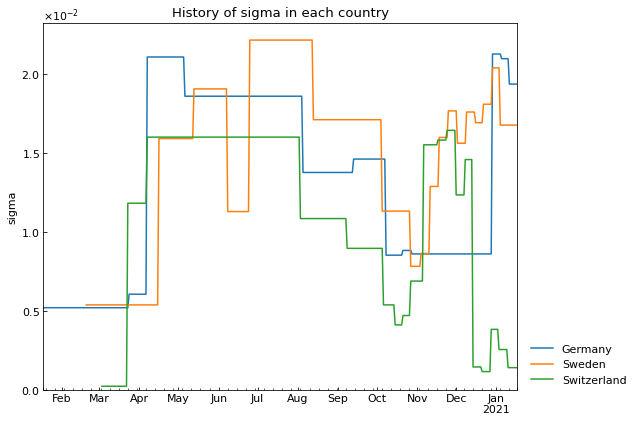 History of sigma in each country
×10⁻²
2.0
1.5
1.0
0.5
0.0
sigma
Feb Mar Apr May Jun Jul Aug Sep Oct Nov Dec Jan
2021
Germany
Sweden
Switzerland